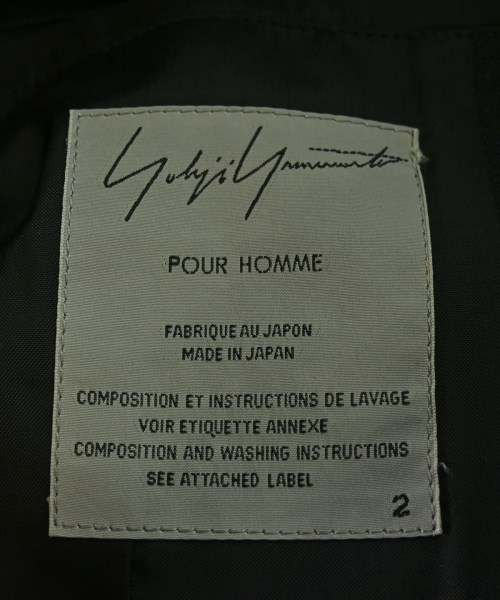 Yohji Yamamoto
POUR HOMME
FABRIQUE AU JAPON
MADE IN JAPAN
COMPOSITION ET INSTRUCTIONS DE LAVAGE
VOIR ETIQUETTE ANNEXE
COMPOSITION AND WASHING INSTRUCTIONS
SEE ATTACHED LABEL
2